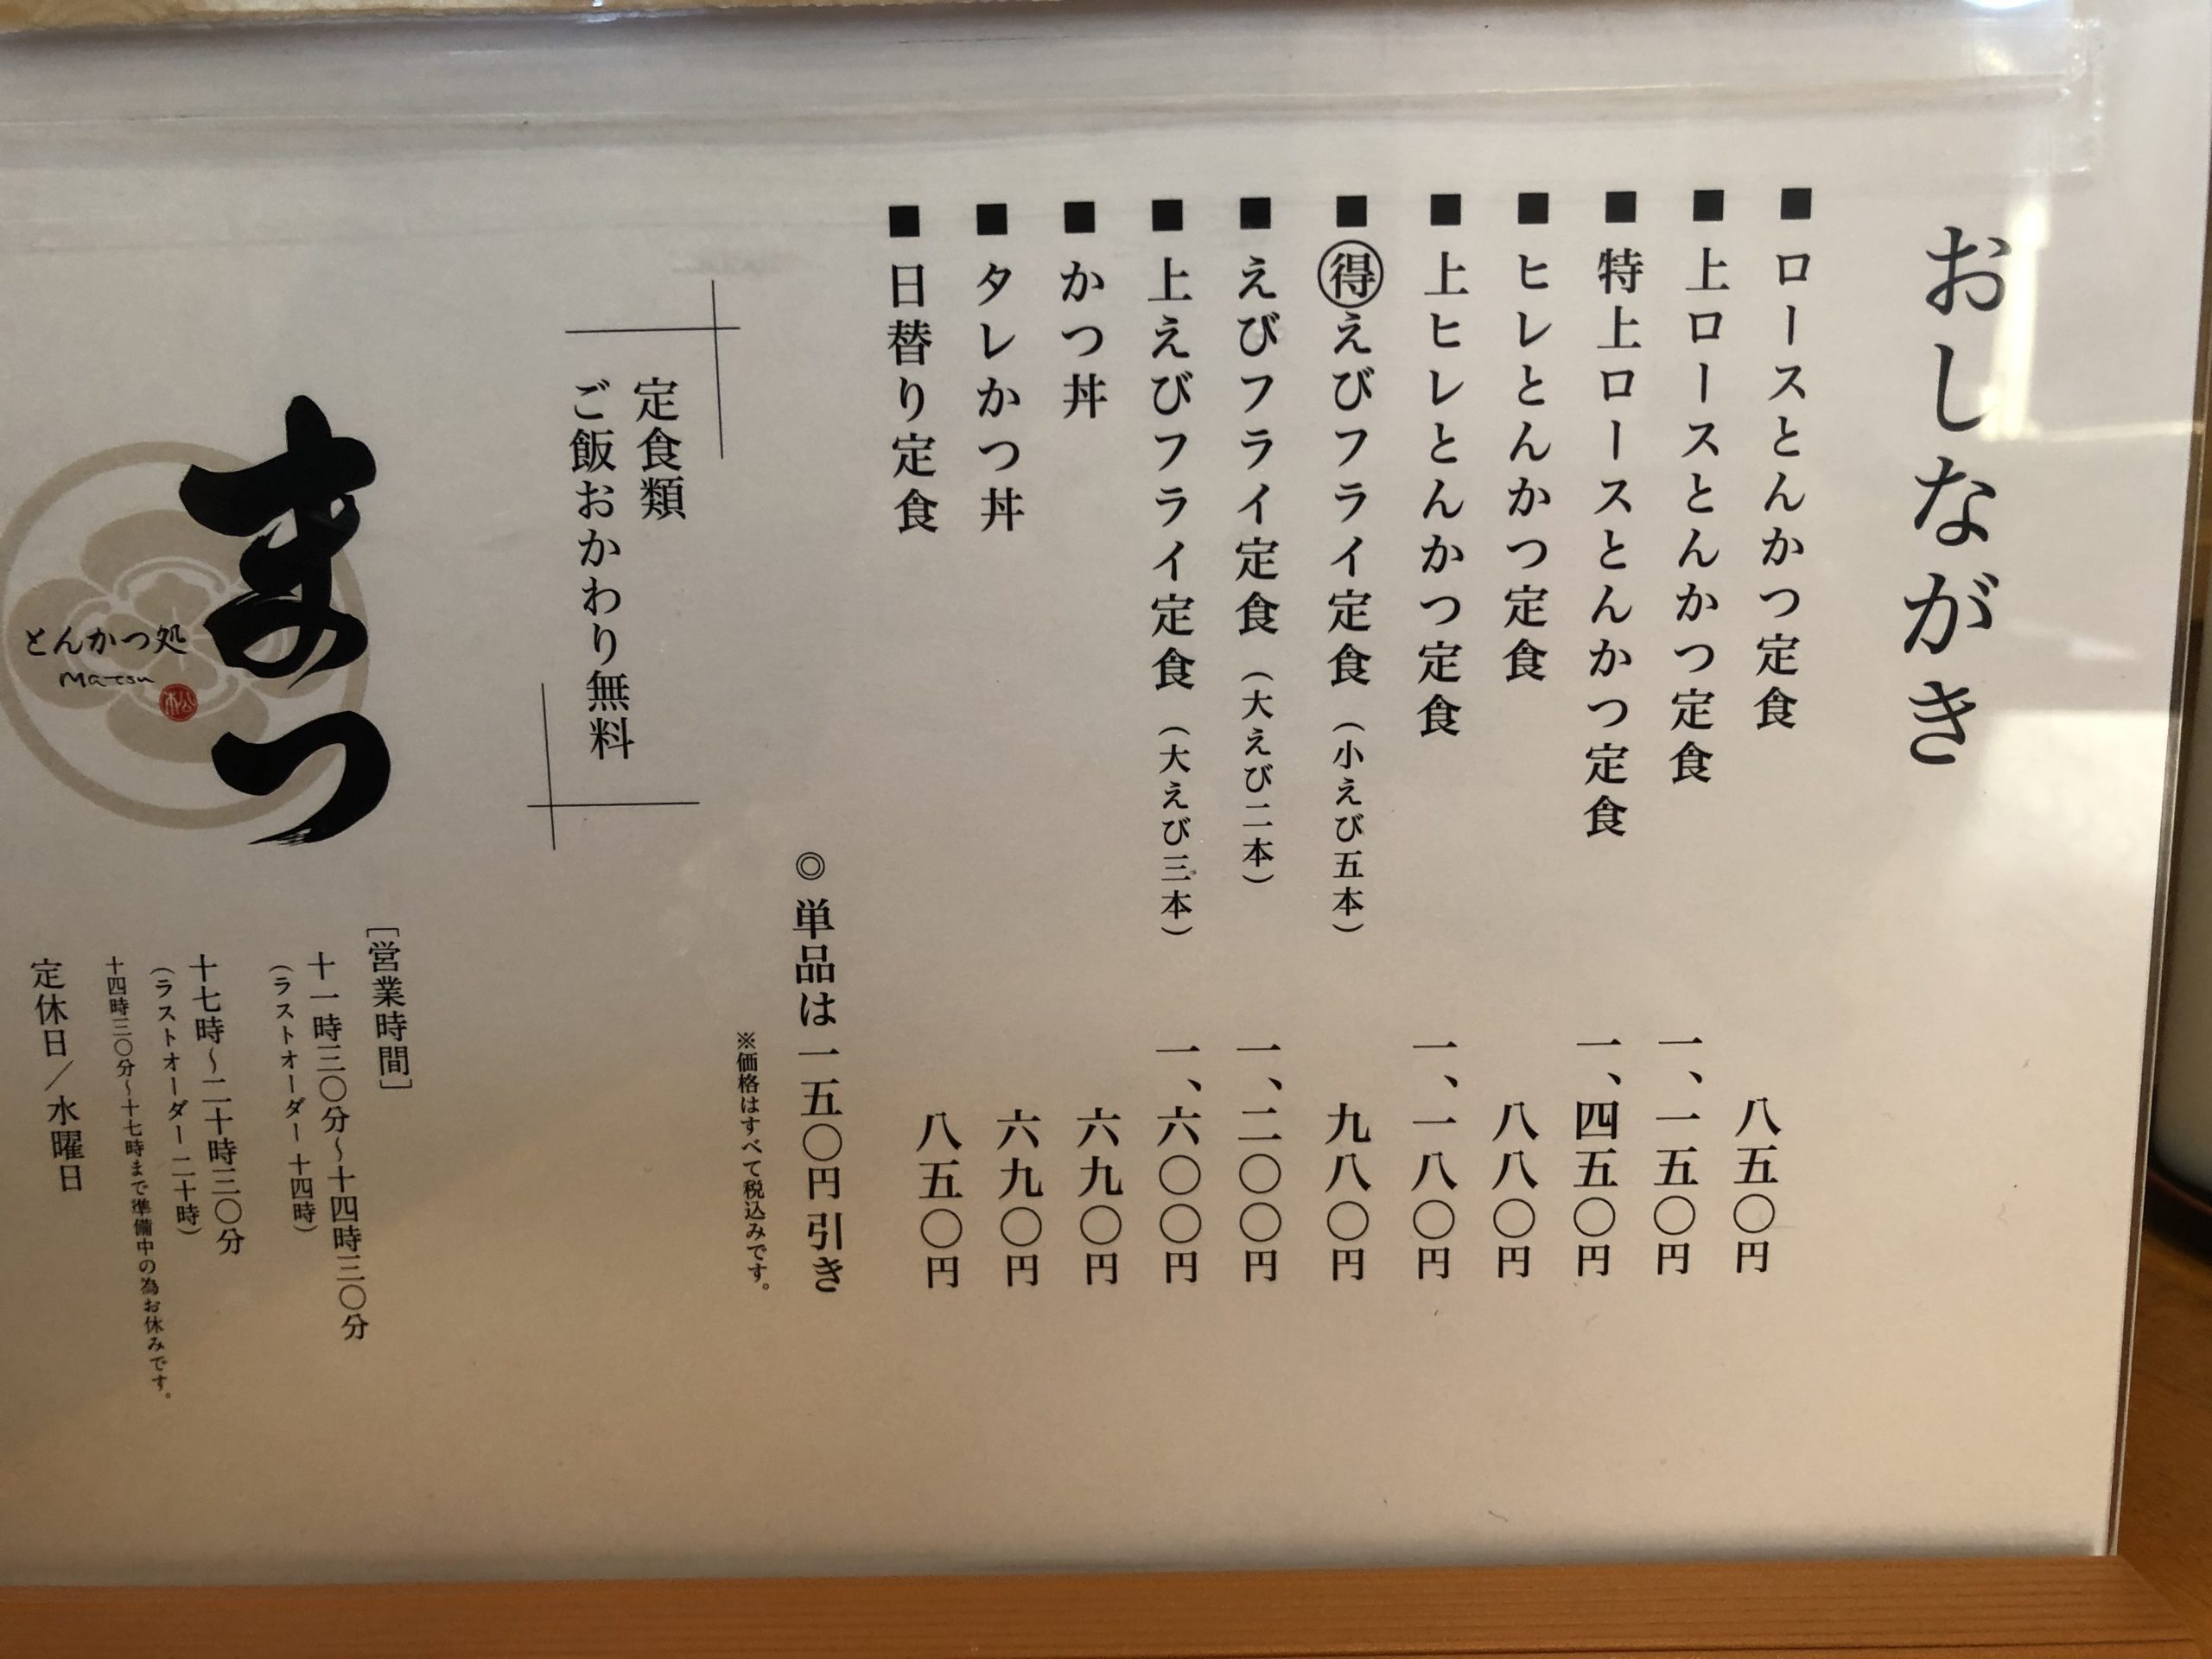 おしながき
■ロースとんかつ定食 八五〇円
■上ロースとんかつ定食 一、一五〇円
■特上ロースとんかつ定食 一、四五〇円
■ヒレとんかつ定食 八八〇円
■上ヒレとんかつ定食 一、一八〇円
■得えびフライ定食（小えび五本） 九八〇円
■えびフライ定食（大えび二本） 一、二〇〇円
■上えびフライ定食（大えび三本） 一、六〇〇円
■かつ丼 六九〇円
■タレかつ丼 六九〇円
■日替り定食 八五〇円
◎単品は一五〇円引き
※価格はすべて税込みです。
定食類
ご飯おかわり無料
まつ
とんかつ処
Matsu
松
［営業時間］
十一時三〇分〜十四時三〇分
（ラストオーダー十四時）
十七時〜二十時三〇分
（ラストオーダー二十時）
十四時三〇分〜十七時まで準備中の為お休みです。
定休日／水曜日